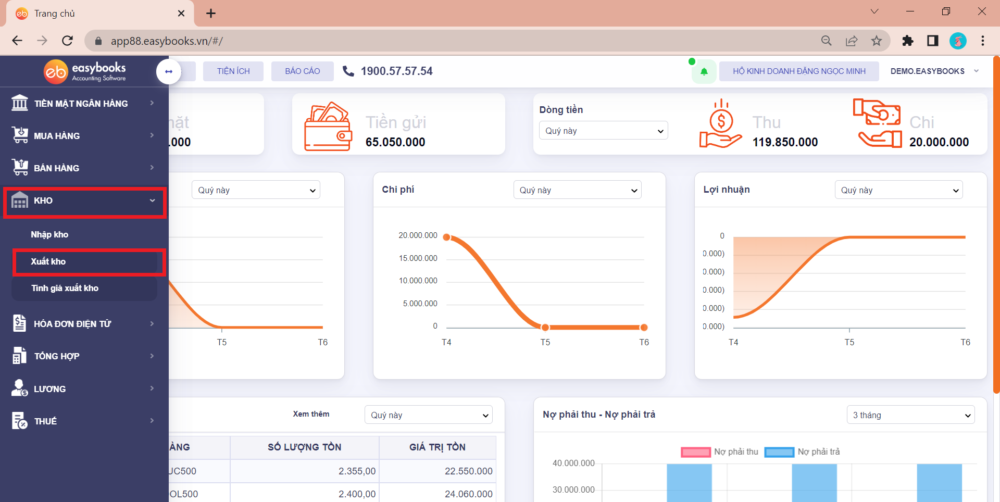 Trang chủ
app88.easybooks.vn/#/
eb easybooks
Accounting Software
TIỆN ÍCH
BÁO CÁO
1900.57.57.54
HỘ KINH DOANH ĐẶNG NGỌC MINH
DEMO.EASYBOOKS
TIỀN MẶT NGÂN HÀNG
MUA HÀNG
BÁN HÀNG
KHO
Nhập kho
Xuất kho
Tính giá xuất kho
HÓA ĐƠN ĐIỆN TỬ
TỔNG HỢP
LƯƠNG
THUẾ
.000
Tiền gửi
65.050.000
Dòng tiền
Quý này
Thu
119.850.000
Chi
20.000.000
Quý này
T5 T6
Chi phí
Quý này
20.000.000
15.000.000
10.000.000
5.000.000
0
T4 T5 T6
Lợi nhuận
Quý này
0
0.000)
0.000)
0.000)
0.000)
0.000)
T4 T5 T6
Xem thêm
Quý này
ÀNG SỐ LƯỢNG TỒN GIÁ TRỊ TỒN
UC500 2.355,00 22.550.000
OL500 2.400,00 24.060.000
Nợ phải thu - Nợ phải trả
3 tháng
Nợ phải thu Nợ phải trả
40.000.000
30.000.000